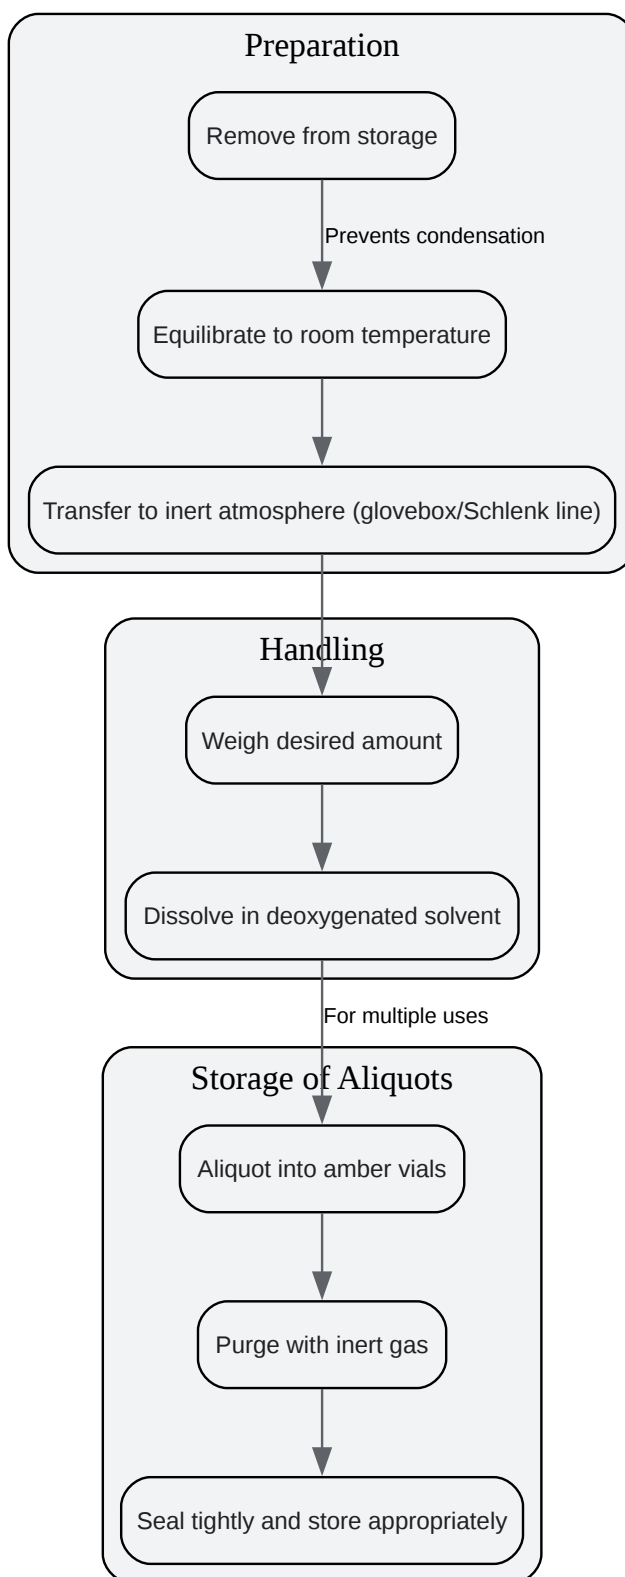 Preparation
Remove from storage
Prevents condensation
Equilibrate to room temperature
Transfer to inert atmosphere (glovebox/Schlenk line)
Handling
Weigh desired amount
Dissolve in deoxygenated solvent
For multiple uses
Storage of Aliquots
Aliquot into amber vials
Purge with inert gas
Seal tightly and store appropriately